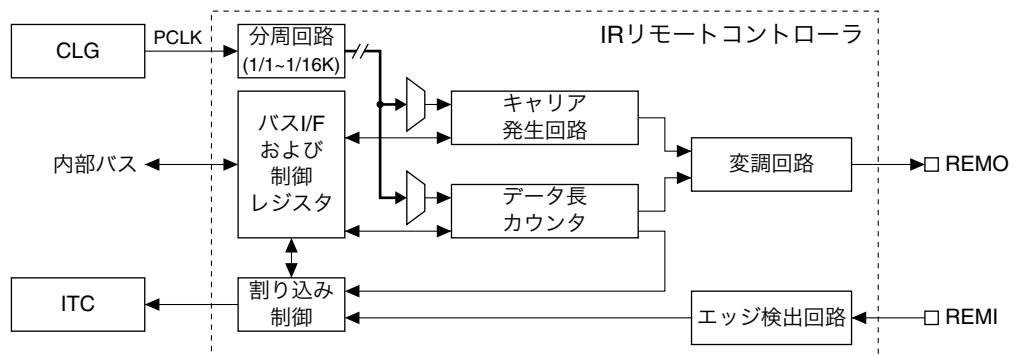 IRリモートコントローラ
CLG
PCLK
分周回路
(1/1~1/16K)
キャリア
発生回路
バスI/F
および
制御
レジスタ
内部バス
変調回路
REMO
データ長
カウンタ
ITC
割り込み
制御
エッジ検出回路
REMI